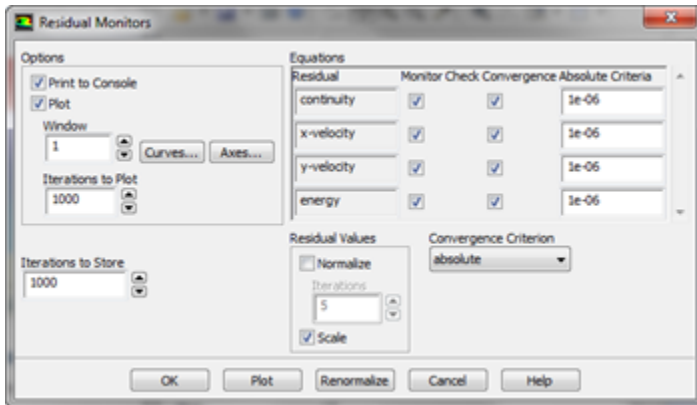 Residual Monitors
Options
Print to Console
Plot
Window
1
Curves...
Axes...
Iterations to Plot
1000
Iterations to Store
1000
Equations
Residual Monitor Check Convergence Absolute Criteria
continuity 1e-06
x-velocity 1e-06
y-velocity 1e-06
energy 1e-06
Residual Values
Normalize
Iterations
5
Scale
Convergence Criterion
absolute
OK Plot Renormalize Cancel Help